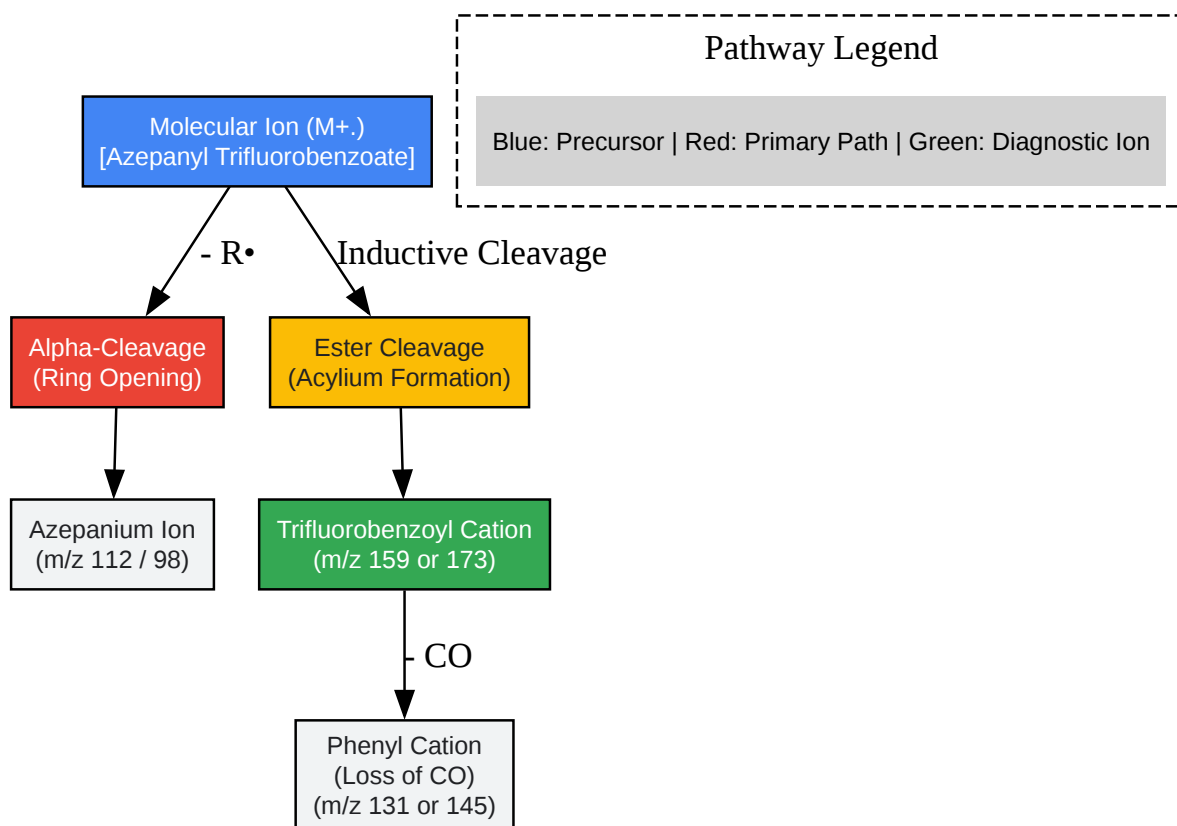 Pathway Legend
Blue: Precursor | Red: Primary Path | Green: Diagnostic Ion
Molecular Ion (M+.)
[Azepanyl Trifluorobenzoate]
- R•
Inductive Cleavage
Alpha-Cleavage
(Ring Opening)
Ester Cleavage
(Acylium Formation)
Azepanium Ion
(m/z 112 / 98)
Trifluorobenzoyl Cation
(m/z 159 or 173)
- CO
Phenyl Cation
(Loss of CO)
(m/z 131 or 145)